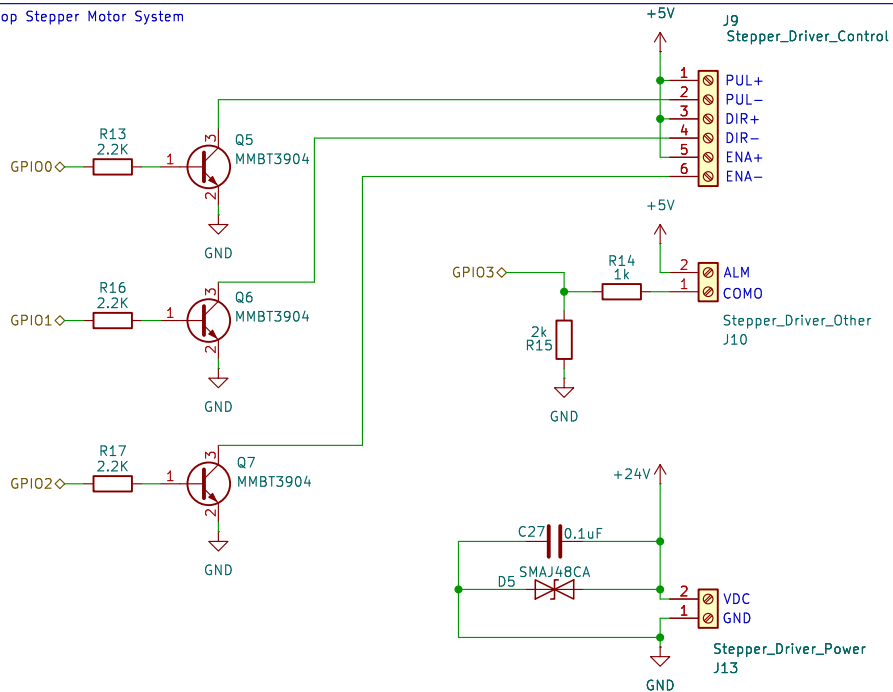 op Stepper Motor System
+5V
J9
Stepper_Driver_Control
1 PUL+
2 PUL-
3 DIR+
4 DIR-
5 ENA+
6 ENA-
R13
2.2K
GPIO0
1
3
2
Q5
MMBT3904
GND
+5V
GPIO3
R14
1k
2 ALM
1 COMO
Stepper_Driver_Other
J10
2k
R15
GND
R16
2.2K
GPIO1
1
3
2
Q6
MMBT3904
GND
R17
2.2K
GPIO2
1
3
2
Q7
MMBT3904
GND
+24V
C27
0.1uF
D5
SMAJ48CA
2 VDC
1 GND
Stepper_Driver_Power
J13
GND